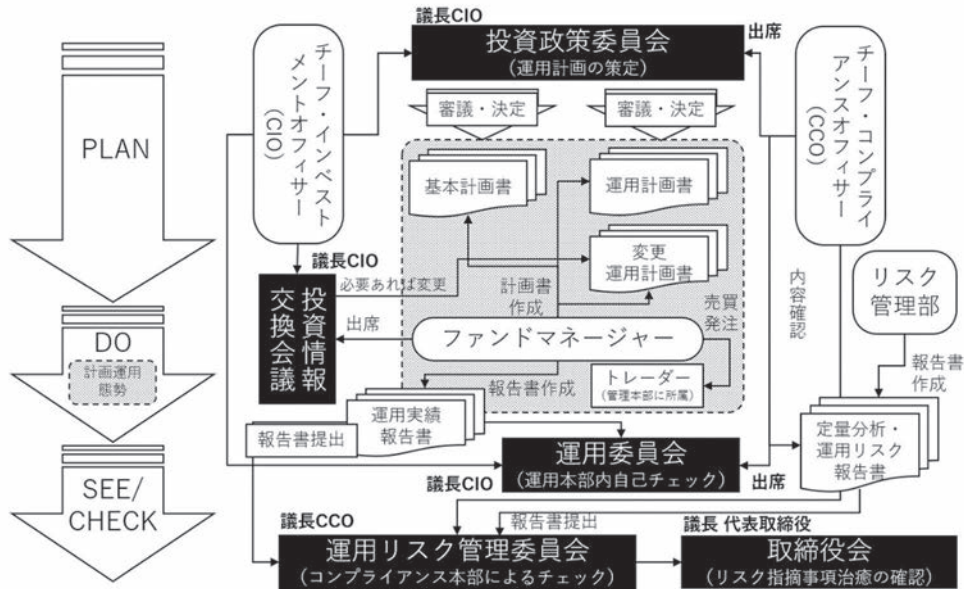 議長CIO
投資政策委員会
(運用計画の策定)
出席
チーフ・インベスト
メントオフィサー
(CIO)
チーフ・コンプライ
アンスオフィサー
(CCO)
PLAN
審議・決定
審議・決定
基本計画書
運用計画書
変更
運用計画書
議長CIO
投資情報
交換会議
必要あれば変更
計画書
作成
売買
発注
内容確認
リスク
管理部
出席
ファンドマネージャー
DO
計画運用
態勢
報告書作成
トレーダー
(管理本部に所属)
報告書
作成
運用実績
報告書
報告書提出
定量分析・
運用リスク
報告書
運用委員会
(運用本部内自己チェック)
議長CIO
出席
SEE/
CHECK
議長CCO
報告書提出
議長 代表取締役
運用リスク管理委員会
(コンプライアンス本部によるチェック)
取締役会
(リスク指摘事項治癒の確認)